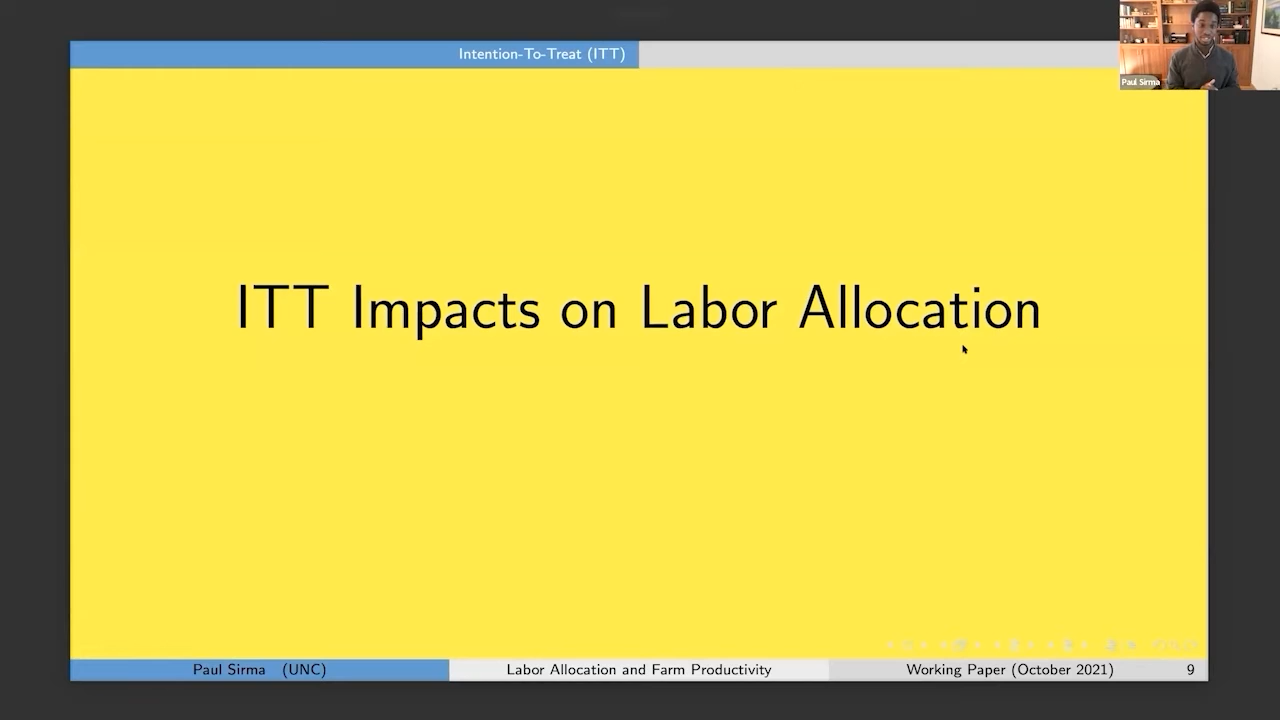 Intention-To-Treat (ITT)
Paul Sirma
ITT Impacts on Labor Allocation
Paul Sirma (UNC)
Labor Allocation and Farm Productivity
Working Paper (October 2021)
9